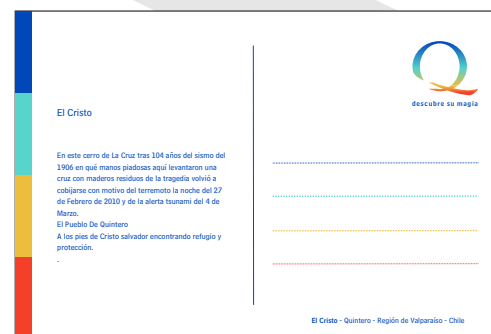 El Cristo
En este cerro de La Cruz tras 104 años del sismo del
1906 en qué manos piadosas aquí levantaron una
cruz con maderos residuos de la tragedia volvió a
cobijarse con motivo del terremoto la noche del 27
de Febrero de 2010 y de la alerta tsunami del 4 de
Marzo.
El Pueblo De Quintero
A los pies de Cristo salvador encontrando refugio y
protección.
.
Q
descubre su magia
El Cristo - Quintero - Región de Valparaíso - Chile